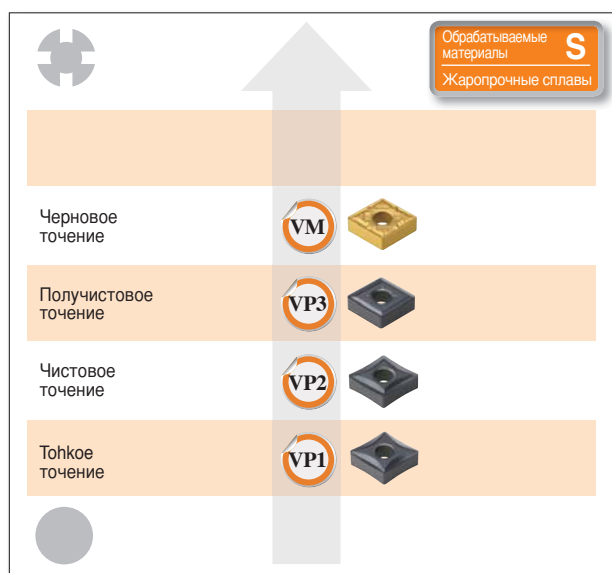 Обрабатываемые
материалы
S
Жаропрочные сплавы
Черновое
точение
VM
Получистовое
точение
VP3
Чистовое
точение
VP2
Tohkoe
точение
VP1